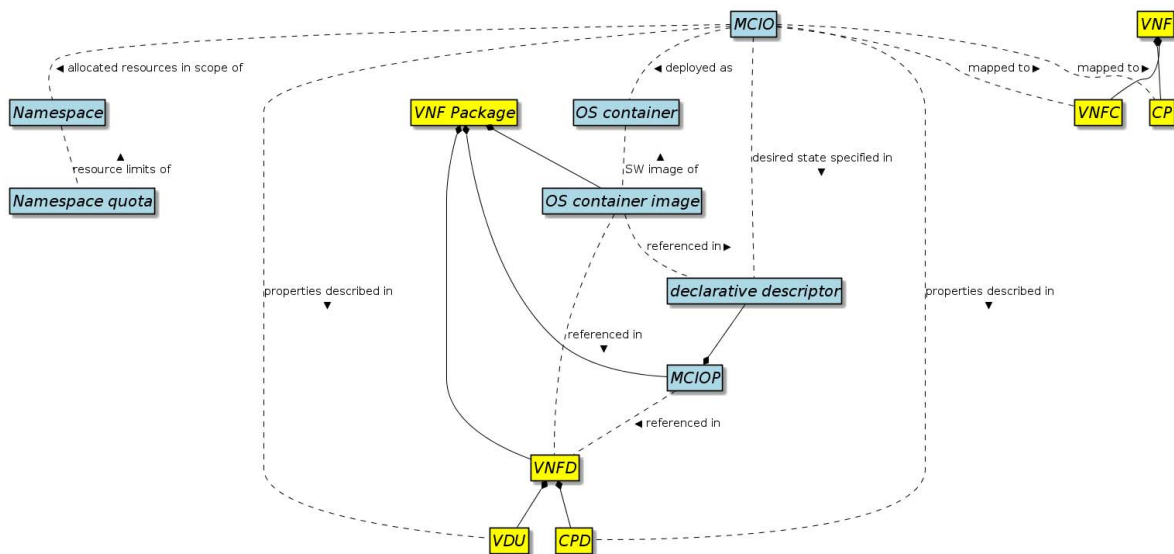 MCIO
VNF
◄ allocated resources in scope of
◄ deployed as
mapped to ►
mapped to ►
Namespace
VNF Package
OS container
VNFC
CP
▲
resource limits of
▲
SW image of
desired state specified in
▼
Namespace quota
OS container image
referenced in ►
properties described in
▼
declarative descriptor
properties described in
▼
referenced in
▼
MCIOP
◄ referenced in
VNFD
VDU
CPD